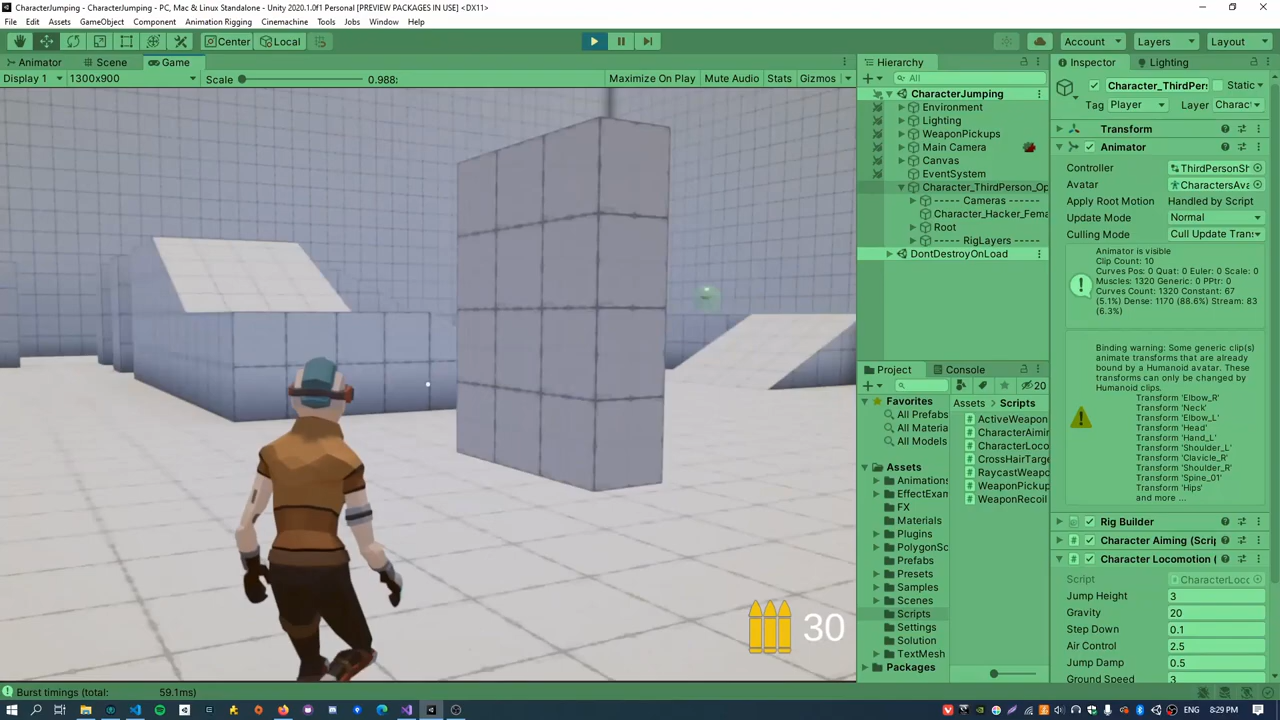 CharacterJumping - CharacterJumping - PC, Mac & Linux Standalone - Unity 2020.1.0f1 Personal [PREVIEW PACKAGES IN USE] <DX11>
File Edit Assets GameObject Component Animation Rigging Cinemachine Tools Jobs Window Help
Center Local Account Layers Layout
Animator Scene Game
Display 1 1300x900 Scale 0.988: Maximize On Play Mute Audio Stats Gizmos
30
Hierarchy
All
CharacterJumping
Environment
Lighting
WeaponPickups
Main Camera
Canvas
EventSystem
Character_ThirdPerson_Op
------ Cameras ------
Character_Hacker_Fema
Root
------ RigLayers ------
DontDestroyOnLoad
Project Console
20
Favorites
All Prefabs
All Materia
All Models
Assets
Animations
EffectExam
FX
Materials
Plugins
PolygonSc
Prefabs
Presets
Samples
Scenes
Scripts
Settings
Solution
TextMesh
Packages
Assets Scripts
ActiveWeapon
CharacterAimin
CharacterLoco
CrossHairTarge
RaycastWeapo
WeaponPickup
WeaponRecoil
Inspector Lighting
Character_ThirdPers Static
Tag Player Layer Charac
Transform
Animator
Controller ThirdPersonSh
Avatar CharactersAva
Apply Root Motion Handled by Script
Update Mode Normal
Culling Mode Cull Update Trans
Animator is visible
Clip Count: 10
Curves Pos: 0 Quat: 0 Euler: 0 Scale: 0
Muscles: 1320 Generic: 0 PPtr: 0
Curves Count: 1320 Constant: 67
(5.1%) Dense: 1170 (88.6%) Stream: 83
(6.3%)
Binding warning: Some generic clip(s)
animate transforms that are already
bound by a Humanoid avatar. These
transforms can only be changed by
Humanoid clips.
Transform 'Elbow_R'
Transform 'Neck'
Transform 'Elbow_L'
Transform 'Head'
Transform 'Hand_L'
Transform 'Shoulder_L'
Transform 'Clavicle_R'
Transform 'Shoulder_R'
Transform 'Spine_01'
Transform 'Hips'
and more ...
Rig Builder
Character Aiming (Scrip
Character Locomotion (
Script CharacterLoco
Jump Height 3
Gravity 20
Step Down 0.1
Air Control 2.5
Jump Damp 0.5
Ground Speed 3
Burst timings (total: 59.1ms)
ENG 8:29 PM